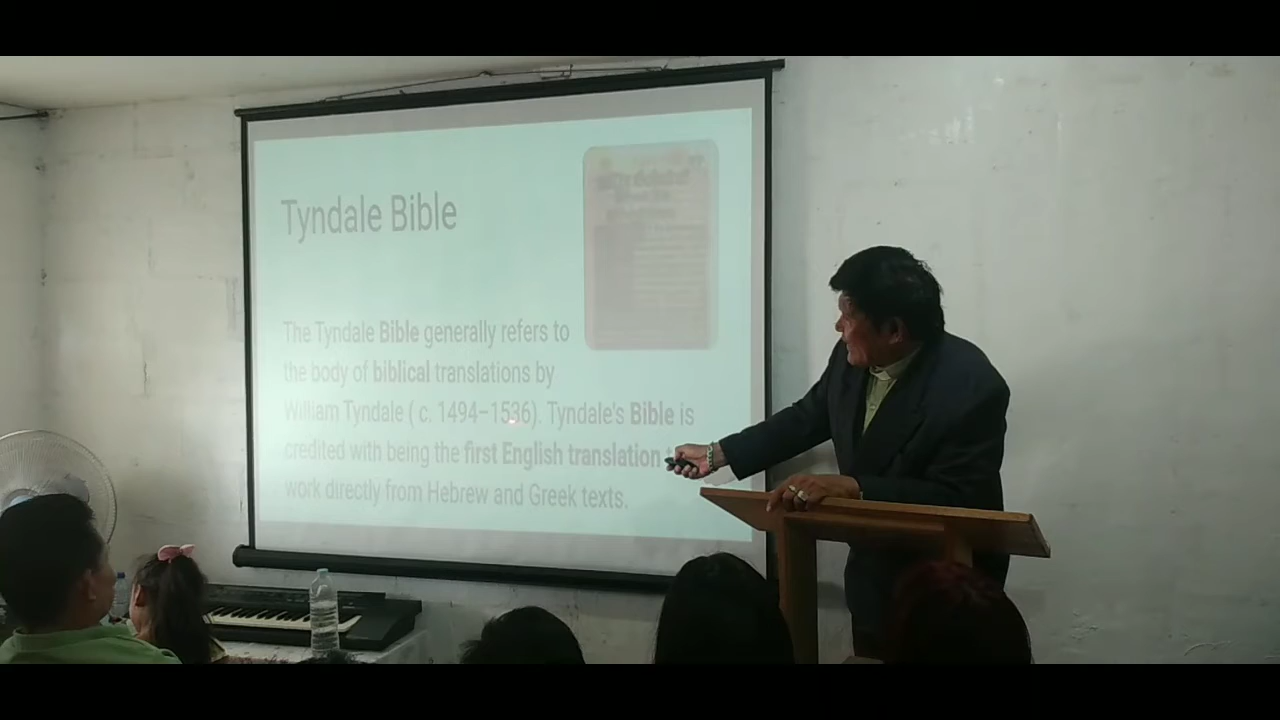 Tyndale Bible
The Tyndale Bible generally refers to
the body of biblical translations by
William Tyndale ( c. 1494–1536). Tyndale's Bible is
credited with being the first English translation
work directly from Hebrew and Greek texts.